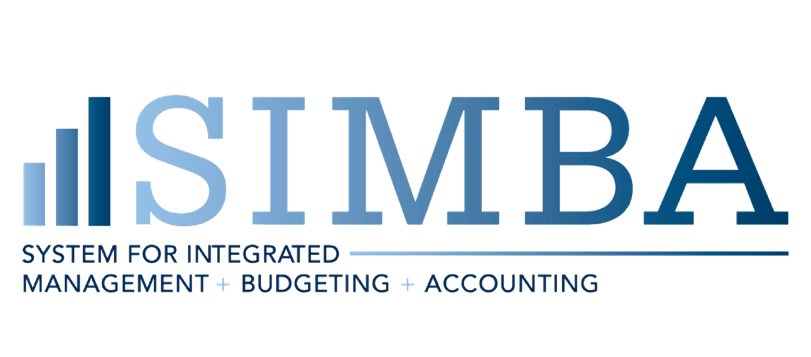 SIMBA
SYSTEM FOR INTEGRATED
MANAGEMENT + BUDGETING + ACCOUNTING